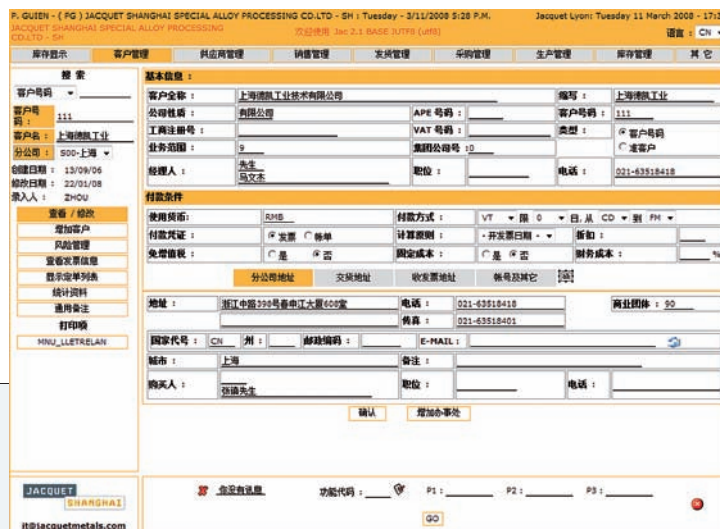 P. GUIEN - ( PG ) JACQUET SHANGHAI SPECIAL ALLOY PROCESSING CO.LTD - SH : Tuesday - 3/11/2008 5:28 P.M. Jacquet Lyon: Tuesday 11 March 2008 - 17:1
JACQUET SHANGHAI SPECIAL ALLOY PROCESSING CO.LTD - SH 欢迎使用 Jac 2.1 BASE JUTF8 (utf8) 语言 : CN
库存显示 客户管理 供应商管理 销售管理 发货管理 采购管理 生产管理 库存管理 其它
搜 索
客户号码
客户号码 : 111
客户名 : 上海德凯工业
分公司 : S00-上海
创建日期 : 13/09/06
修改日期 : 22/01/08
录入人 : ZHOU
查看 / 修改
增加客户
风险管理
查看发票信息
显示定单列表
统计资料
通用备注
打印项
MNU_LLETRELAN
基本信息 :
客户全称 : 上海德凯工业技术有限公司 缩写 : 上海德凯工业
公司性质 : 有限公司 APE 号码 : 客户号码 : 111
工商注册号 : VAT 号码 : 类型 : 客户号码
准客户
业务范围 : 9 集团公司号 :0
经理人 : 先生
马文杰 职位 : 电话 : 021-63518418
付款条件
使用货币: RMB 付款方式 : VT 限 0 日, 从 CD 到 FM
付款凭证 : 发票 帐单 计算原则 : - 开发票日期 - 折扣 :
免增值税 : 是 否 固定成本 : 是 否 财务成本 : %
分公司地址 交货地址 收发票地址 帐号及其它
地址 : 浙江中路398号春申江大厦608室 电话 : 021-63518418 商业团体 : 90
传真 : 021-63518401
国家代号 : CN 州 : 邮政编码 : E-MAIL :
城市 : 上海 备注 :
购买人 : 张镇先生 职位 : 电话 :
确认 增加办事处
JACQUET
SHANGHAI
it@jacquetmetals.com
你没有讯息 功能代码 : P1 : P2 : P3 :
GO